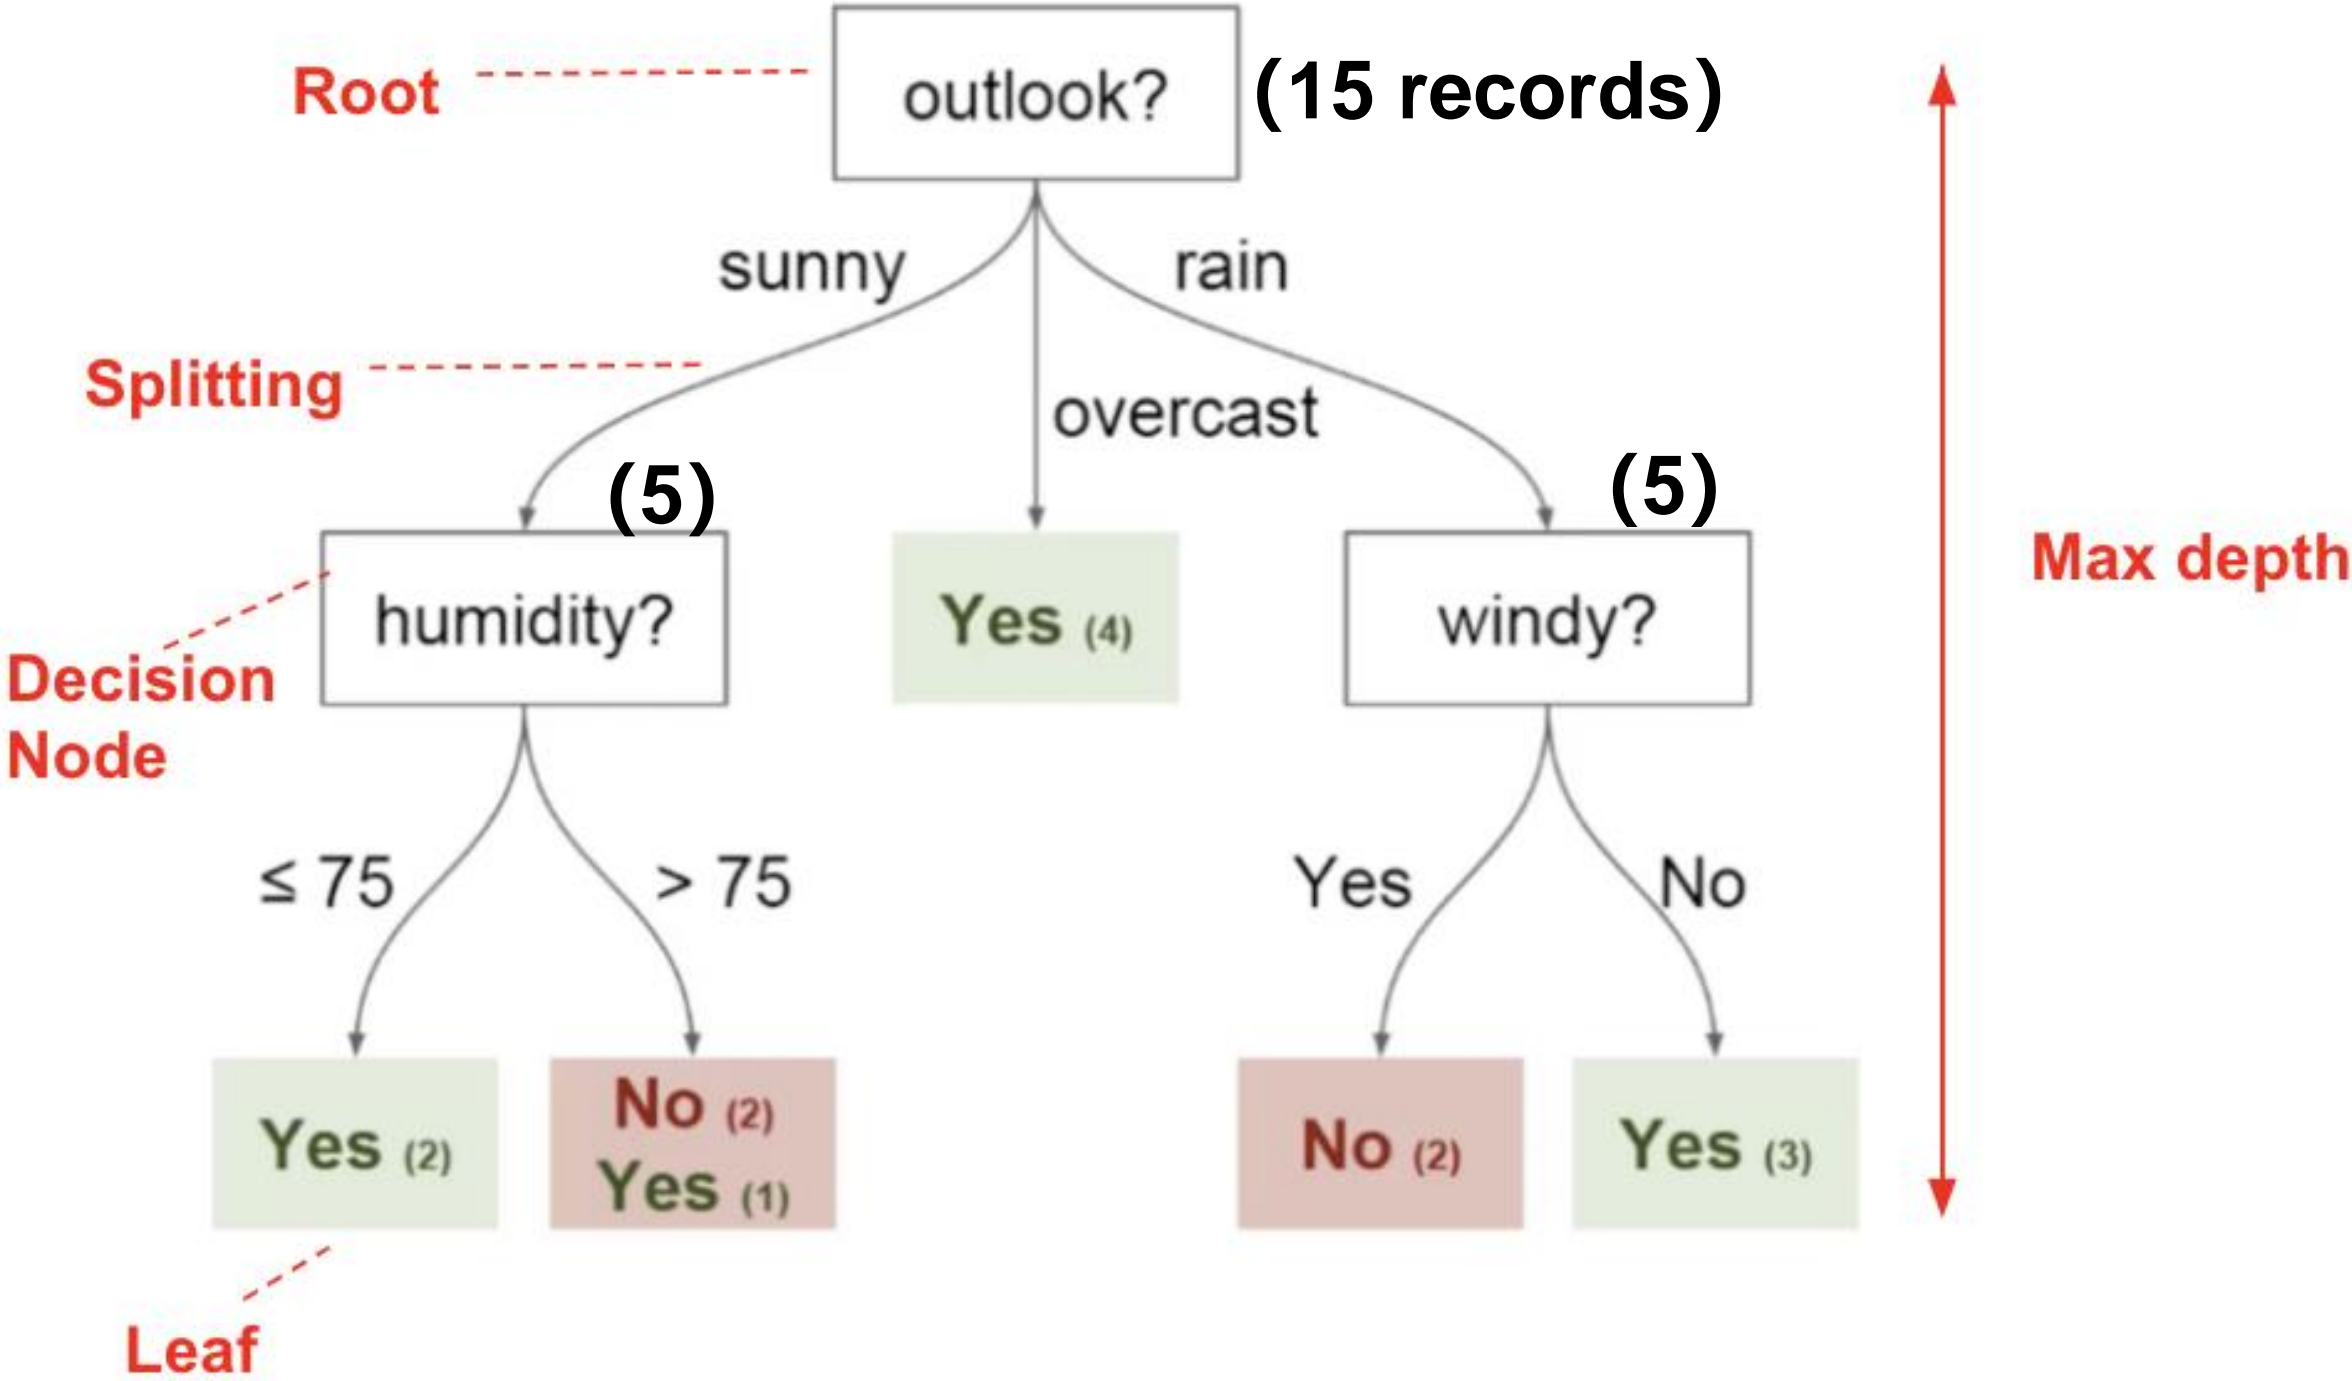 Root
outlook?
(15 records)
sunny
rain
Splitting
overcast
(5)
(5)
humidity?
Yes (4)
windy?
Max depth
Decision
Node
≤ 75
> 75
Yes
No
Yes (2)
No (2)
Yes (1)
No (2)
Yes (3)
Leaf